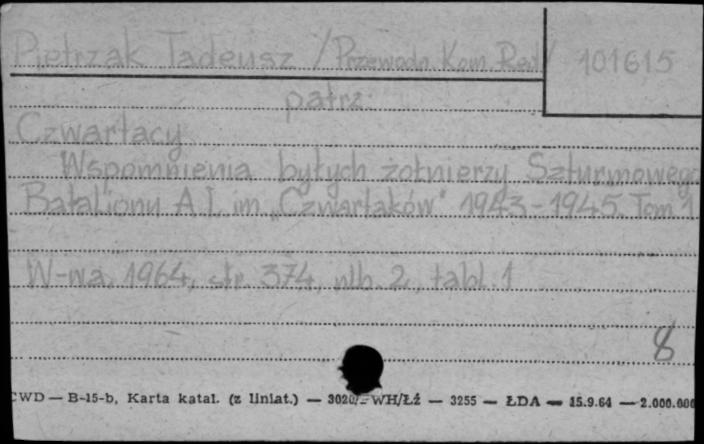 Pietrzak Tadeusz /Przewodn. Kom. Red/ 101615
patrz:
Czwartacy
Wspomnienia byłych żołnierzy Szturmowego
Bataljonu A.L. im. „Czwartaków" 1943-1945. Tom 1
W-wa, 1964, str. 374, nlb. 2, tabl. 1
8
CWD — B-15-b, Karta katal. (z liniat.) — 3020/ WH/Łź — 3255 — ŁDA — 15.9.64 — 2.000.000